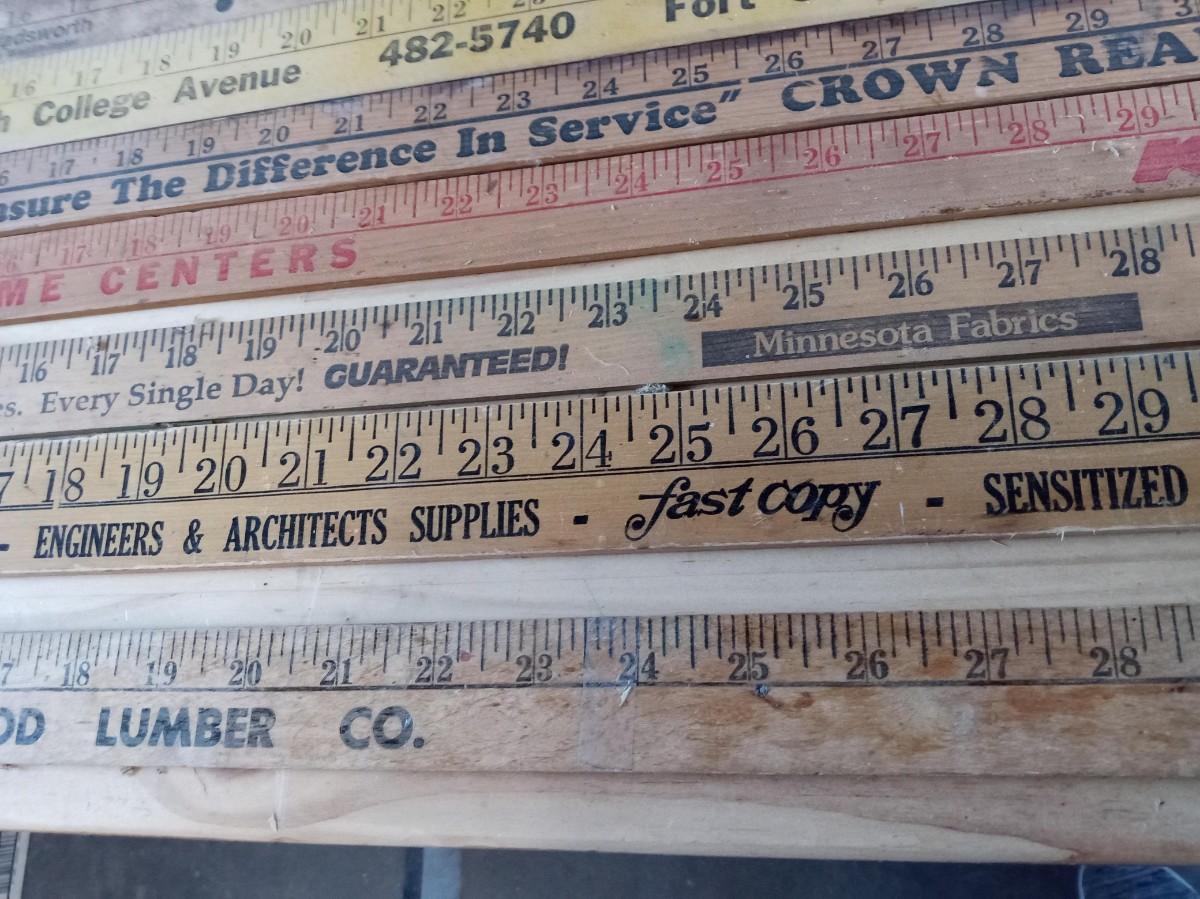 16 17 18 19 20 21 22
482-5740 Fort
College Avenue
17 18 19 20 21 22 23 24 25 26 27 28 29
The Difference In Service" CROWN
17 18 19 20 21 22 23 24 25 26 27 28 29
CENTERS
16 17 18 19 20 21 22 23 24 25 26 27 28
Every Single Day! GUARANTEED! Minnesota Fabrics
18 19 20 21 22 23 24 25 26 27 28 29
- ENGINEERS & ARCHITECTS SUPPLIES - fast copy - SENSITIZED
18 19 20 21 22 23 24 25 26 27 28
LUMBER CO.